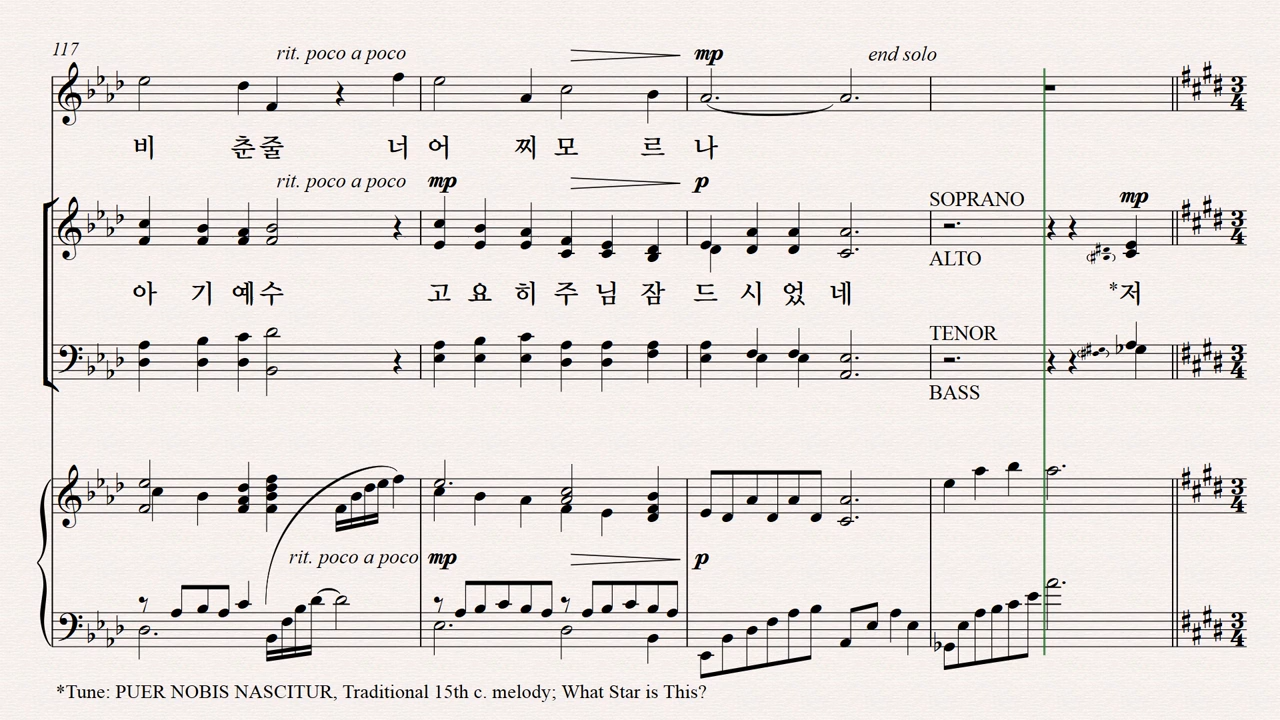 117
rit. poco a poco
mp
end solo
비 춘 줄 너 어 찌 모 르 나
rit. poco a poco
mp
p
SOPRANO
mp
ALTO
아 기 예 수 고 요 히 주 님 잠 드 시 었 네 *저
TENOR
BASS
rit. poco a poco
mp
p
*Tune: PUER NOBIS NASCITUR, Traditional 15th c. melody; What Star is This?